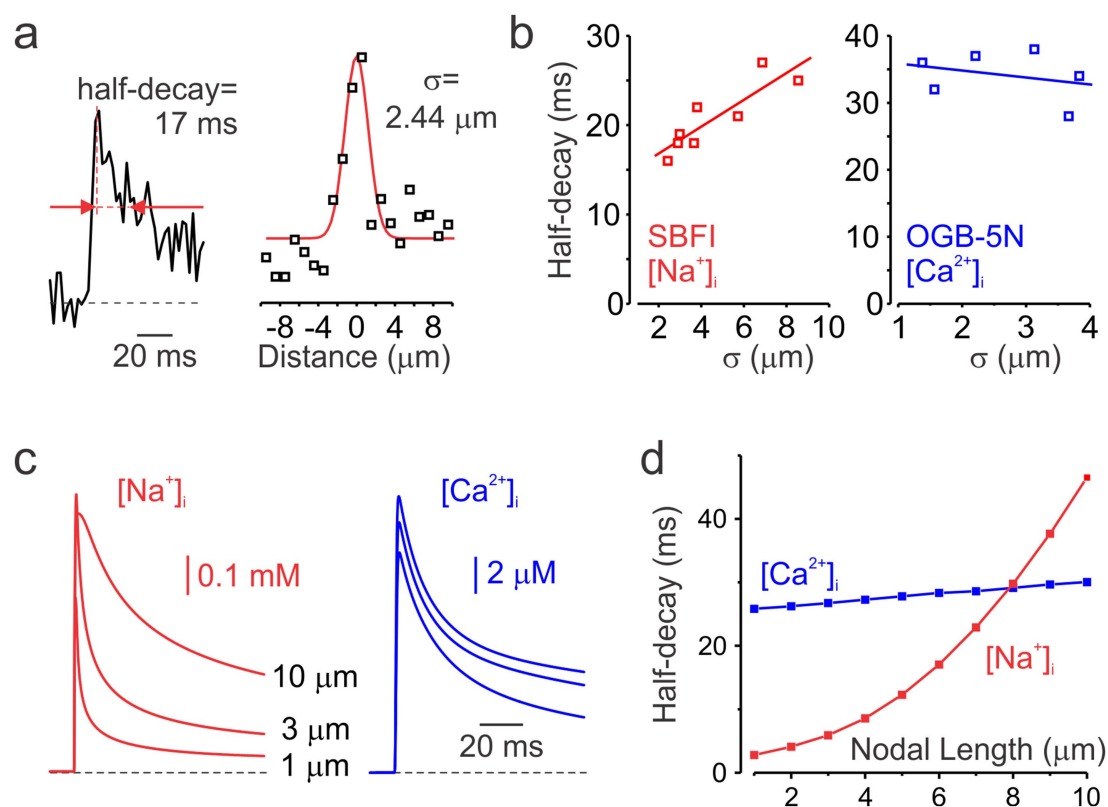 a
half-decay=
17 ms
20 ms
σ=
2.44 μm
-8 -4 0 4 8
Distance (μm)
b
Half-decay (ms)
30
20
10
0
SBFI
[Na⁺]ᵢ
2 4 6 8 10
σ (μm)
40
30
20
10
0
OGB-5N
[Ca²⁺]ᵢ
1 2 3 4
σ (μm)
c
[Na⁺]ᵢ
0.1 mM
10 μm
3 μm
1 μm
[Ca²⁺]ᵢ
2 μM
20 ms
d
Half-decay (ms)
40
20
0
[Ca²⁺]ᵢ
[Na⁺]ᵢ
Nodal Length (μm)
2 4 6 8 10